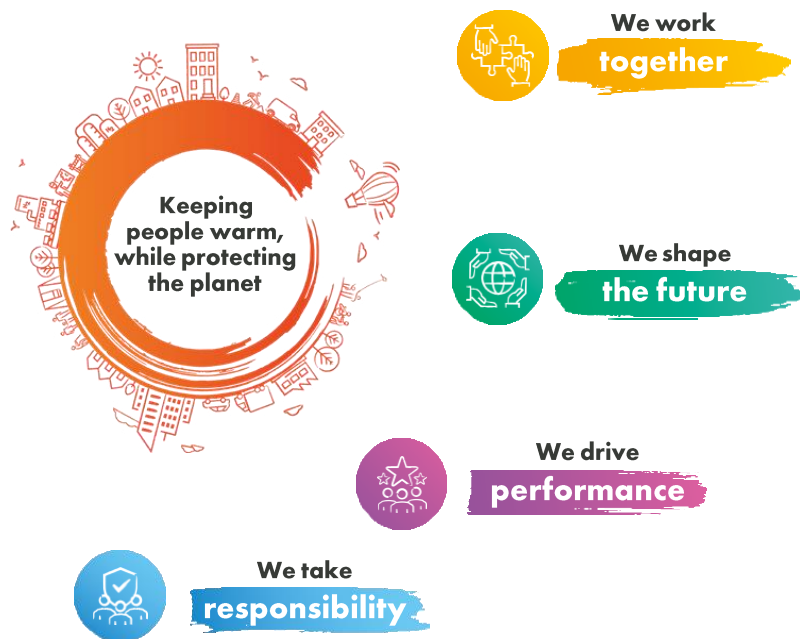 Keeping
people warm,
while protecting
the planet
We work
together
We shape
the future
We drive
performance
We take
responsibility